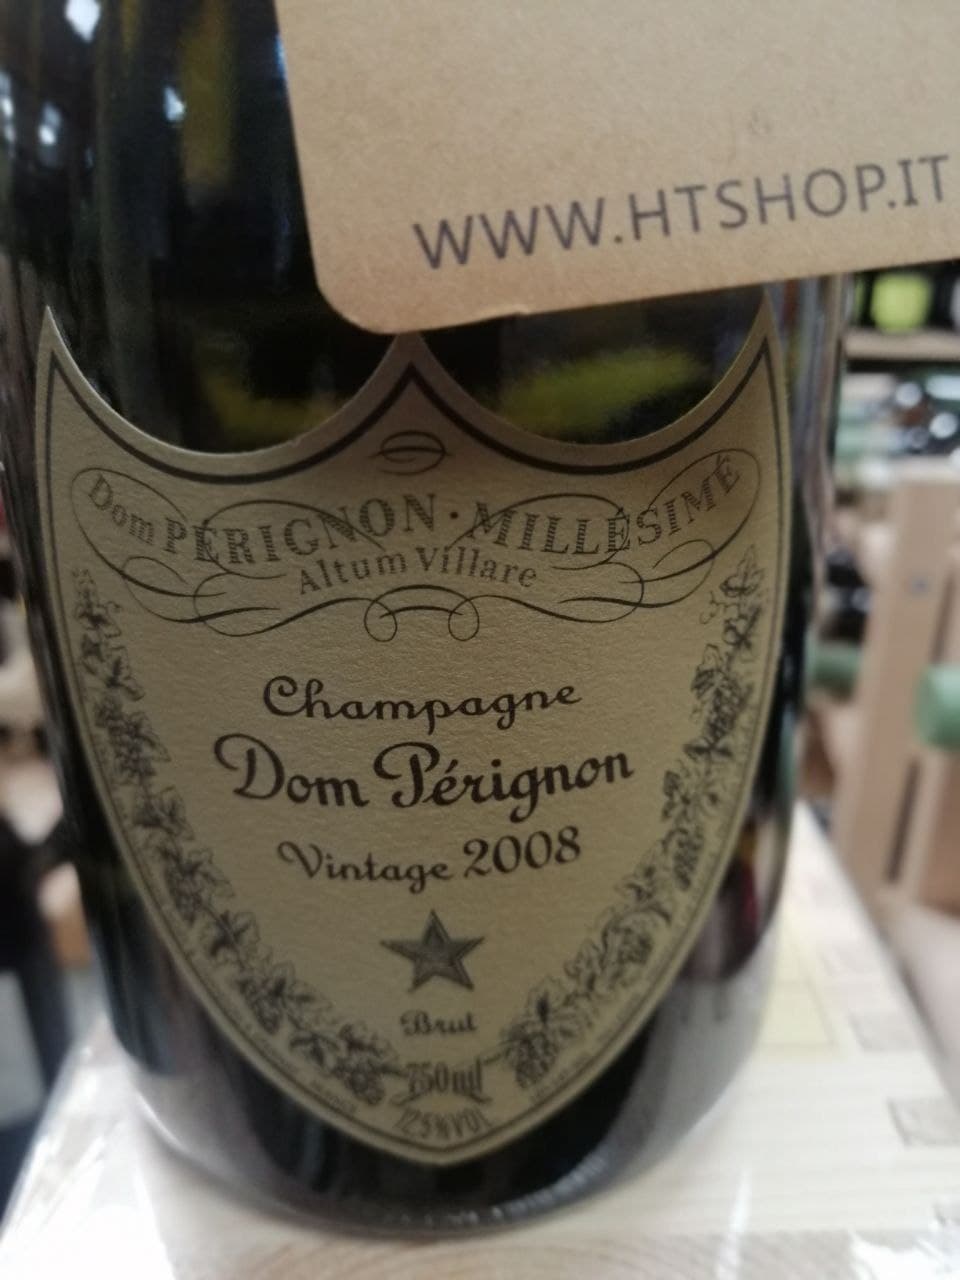 WWW.HTSHOP.IT
Dom PÉRIGNON · MILLÉSIMÉ
Altum Villare
Champagne
Dom Pérignon
Vintage 2008
Brut
750ml
12.5%VOL